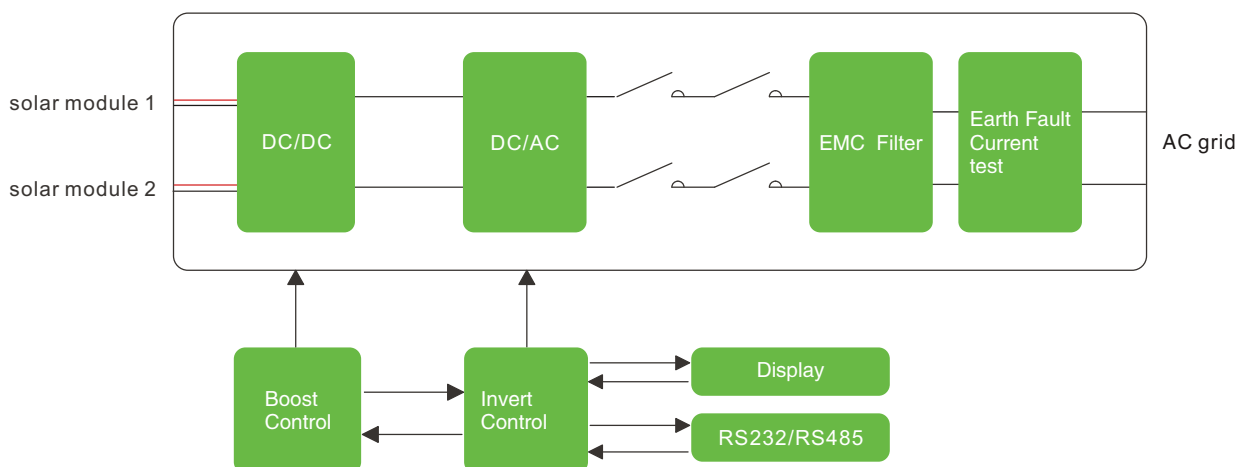 solar module 1
DC/DC
DC/AC
EMC Filter
Earth Fault
Current
test
AC grid
solar module 2
Boost
Control
Invert
Control
Display
RS232/RS485